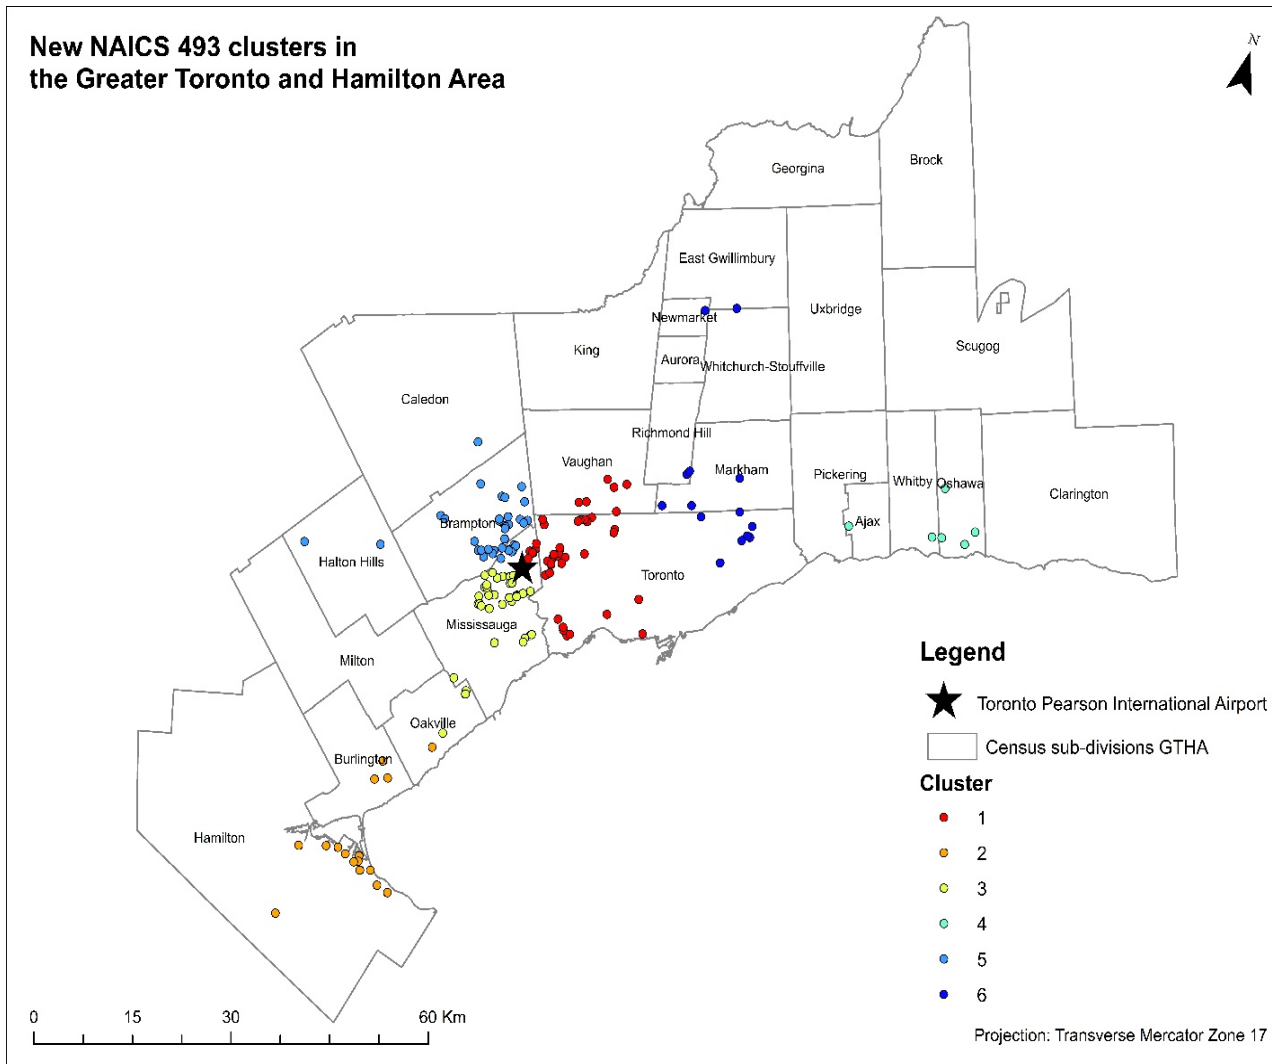 New NAICS 493 clusters in
the Greater Toronto and Hamilton Area
N
Georgina
Brock
East Gwillimbury
Newmarket
Uxbridge
King
Aurora
Whitchurch-Stouffville
Scugog
Caledon
Richmond Hill
Vaughan
Markham
Pickering
Whitby
Oshawa
Clarington
Brampton
Ajax
Halton Hills
Toronto
Mississauga
Milton
Oakville
Burlington
Hamilton
Legend
Toronto Pearson International Airport
Census sub-divisions GTHA
Cluster
1
2
3
4
5
6
0 15 30 60 Km
Projection: Transverse Mercator Zone 17